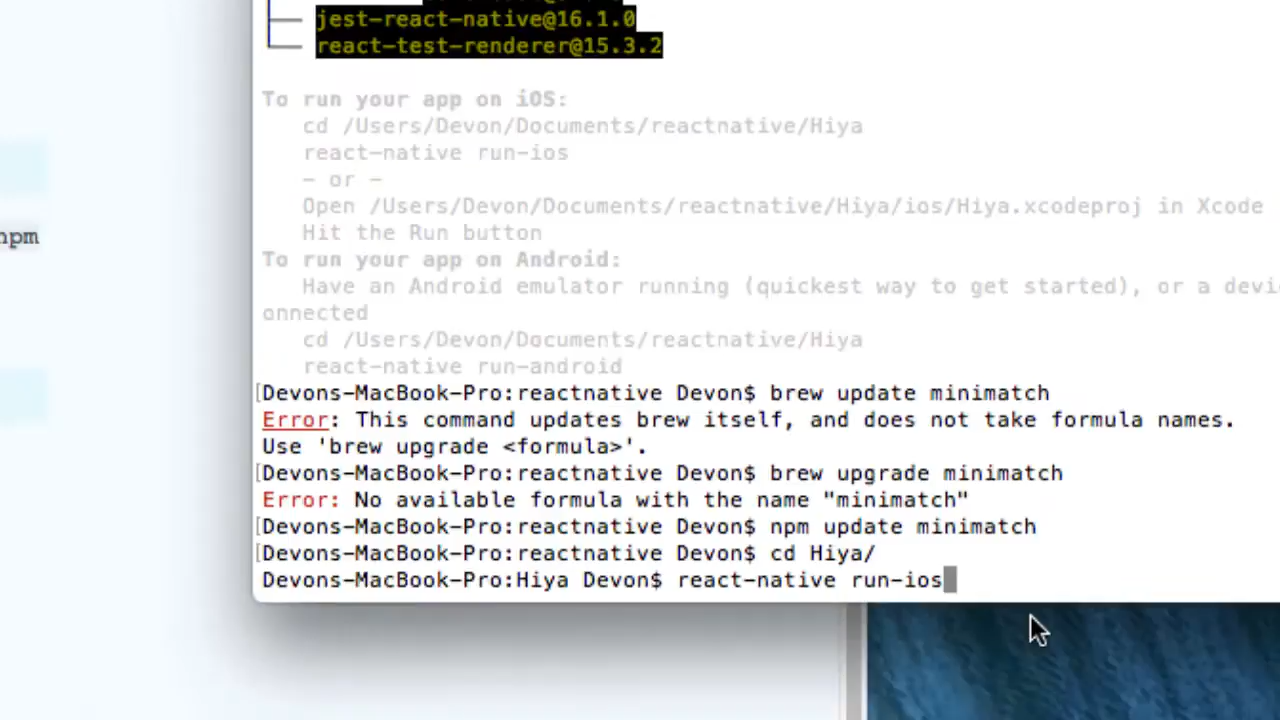 jest-react-native@16.1.0
react-test-renderer@15.3.2
To run your app on iOS:
cd /Users/Devon/Documents/reactnative/Hiya
react-native run-ios
- or -
Open /Users/Devon/Documents/reactnative/Hiya/ios/Hiya.xcodeproj in Xcode
Hit the Run button
npm
To run your app on Android:
Have an Android emulator running (quickest way to get started), or a devi
onnected
cd /Users/Devon/Documents/reactnative/Hiya
react-native run-android
[Devons-MacBook-Pro:reactnative Devon$ brew update minimatch
Error: This command updates brew itself, and does not take formula names.
Use 'brew upgrade <formula>'.
[Devons-MacBook-Pro:reactnative Devon$ brew upgrade minimatch
Error: No available formula with the name "minimatch"
[Devons-MacBook-Pro:reactnative Devon$ npm update minimatch
[Devons-MacBook-Pro:reactnative Devon$ cd Hiya/
Devons-MacBook-Pro:Hiya Devon$ react-native run-ios